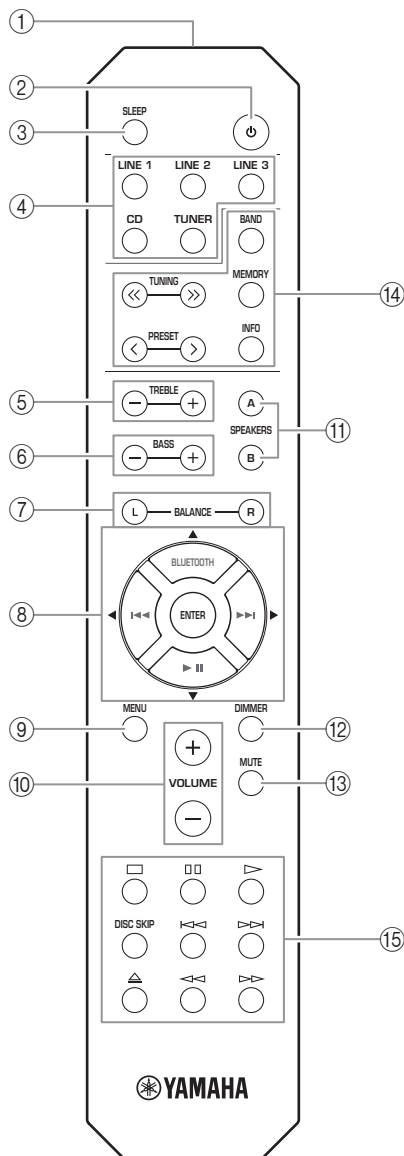 ①
②
SLEEP
③
LINE 1 LINE 2 LINE 3
④
CD TUNER BAND
TUNING MEMORY
⑭
PRESET INFO
⑤ TREBLE A
SPEAKERS ⑪
⑥ BASS B
⑦ L BALANCE R
BLUETOOTH
⑧ ENTER
MENU DIMMER
⑨ ⑫
⑩ VOLUME MUTE ⑬
DISC SKIP ⑮
YAMAHA